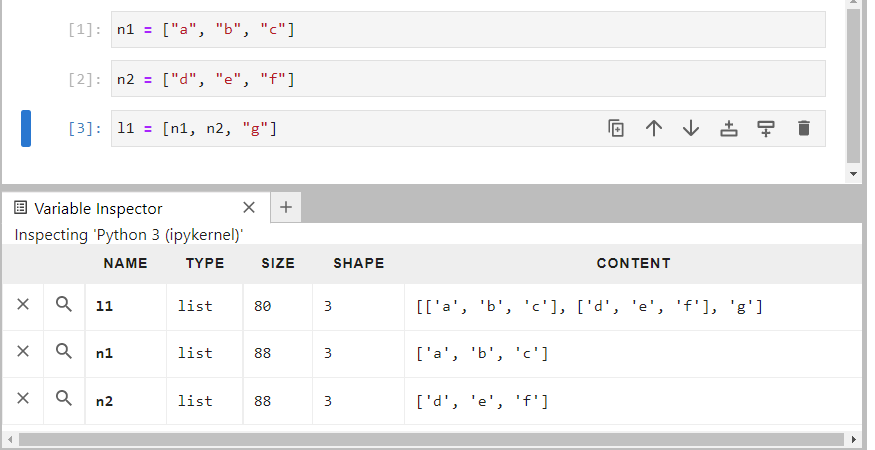 [1]: n1 = ["a", "b", "c"]
[2]: n2 = ["d", "e", "f"]
[3]: l1 = [n1, n2, "g"]
Variable Inspector
Inspecting 'Python 3 (ipykernel)'
NAME TYPE SIZE SHAPE CONTENT
l1 list 80 3 [['a', 'b', 'c'], ['d', 'e', 'f'], 'g']
n1 list 88 3 ['a', 'b', 'c']
n2 list 88 3 ['d', 'e', 'f']